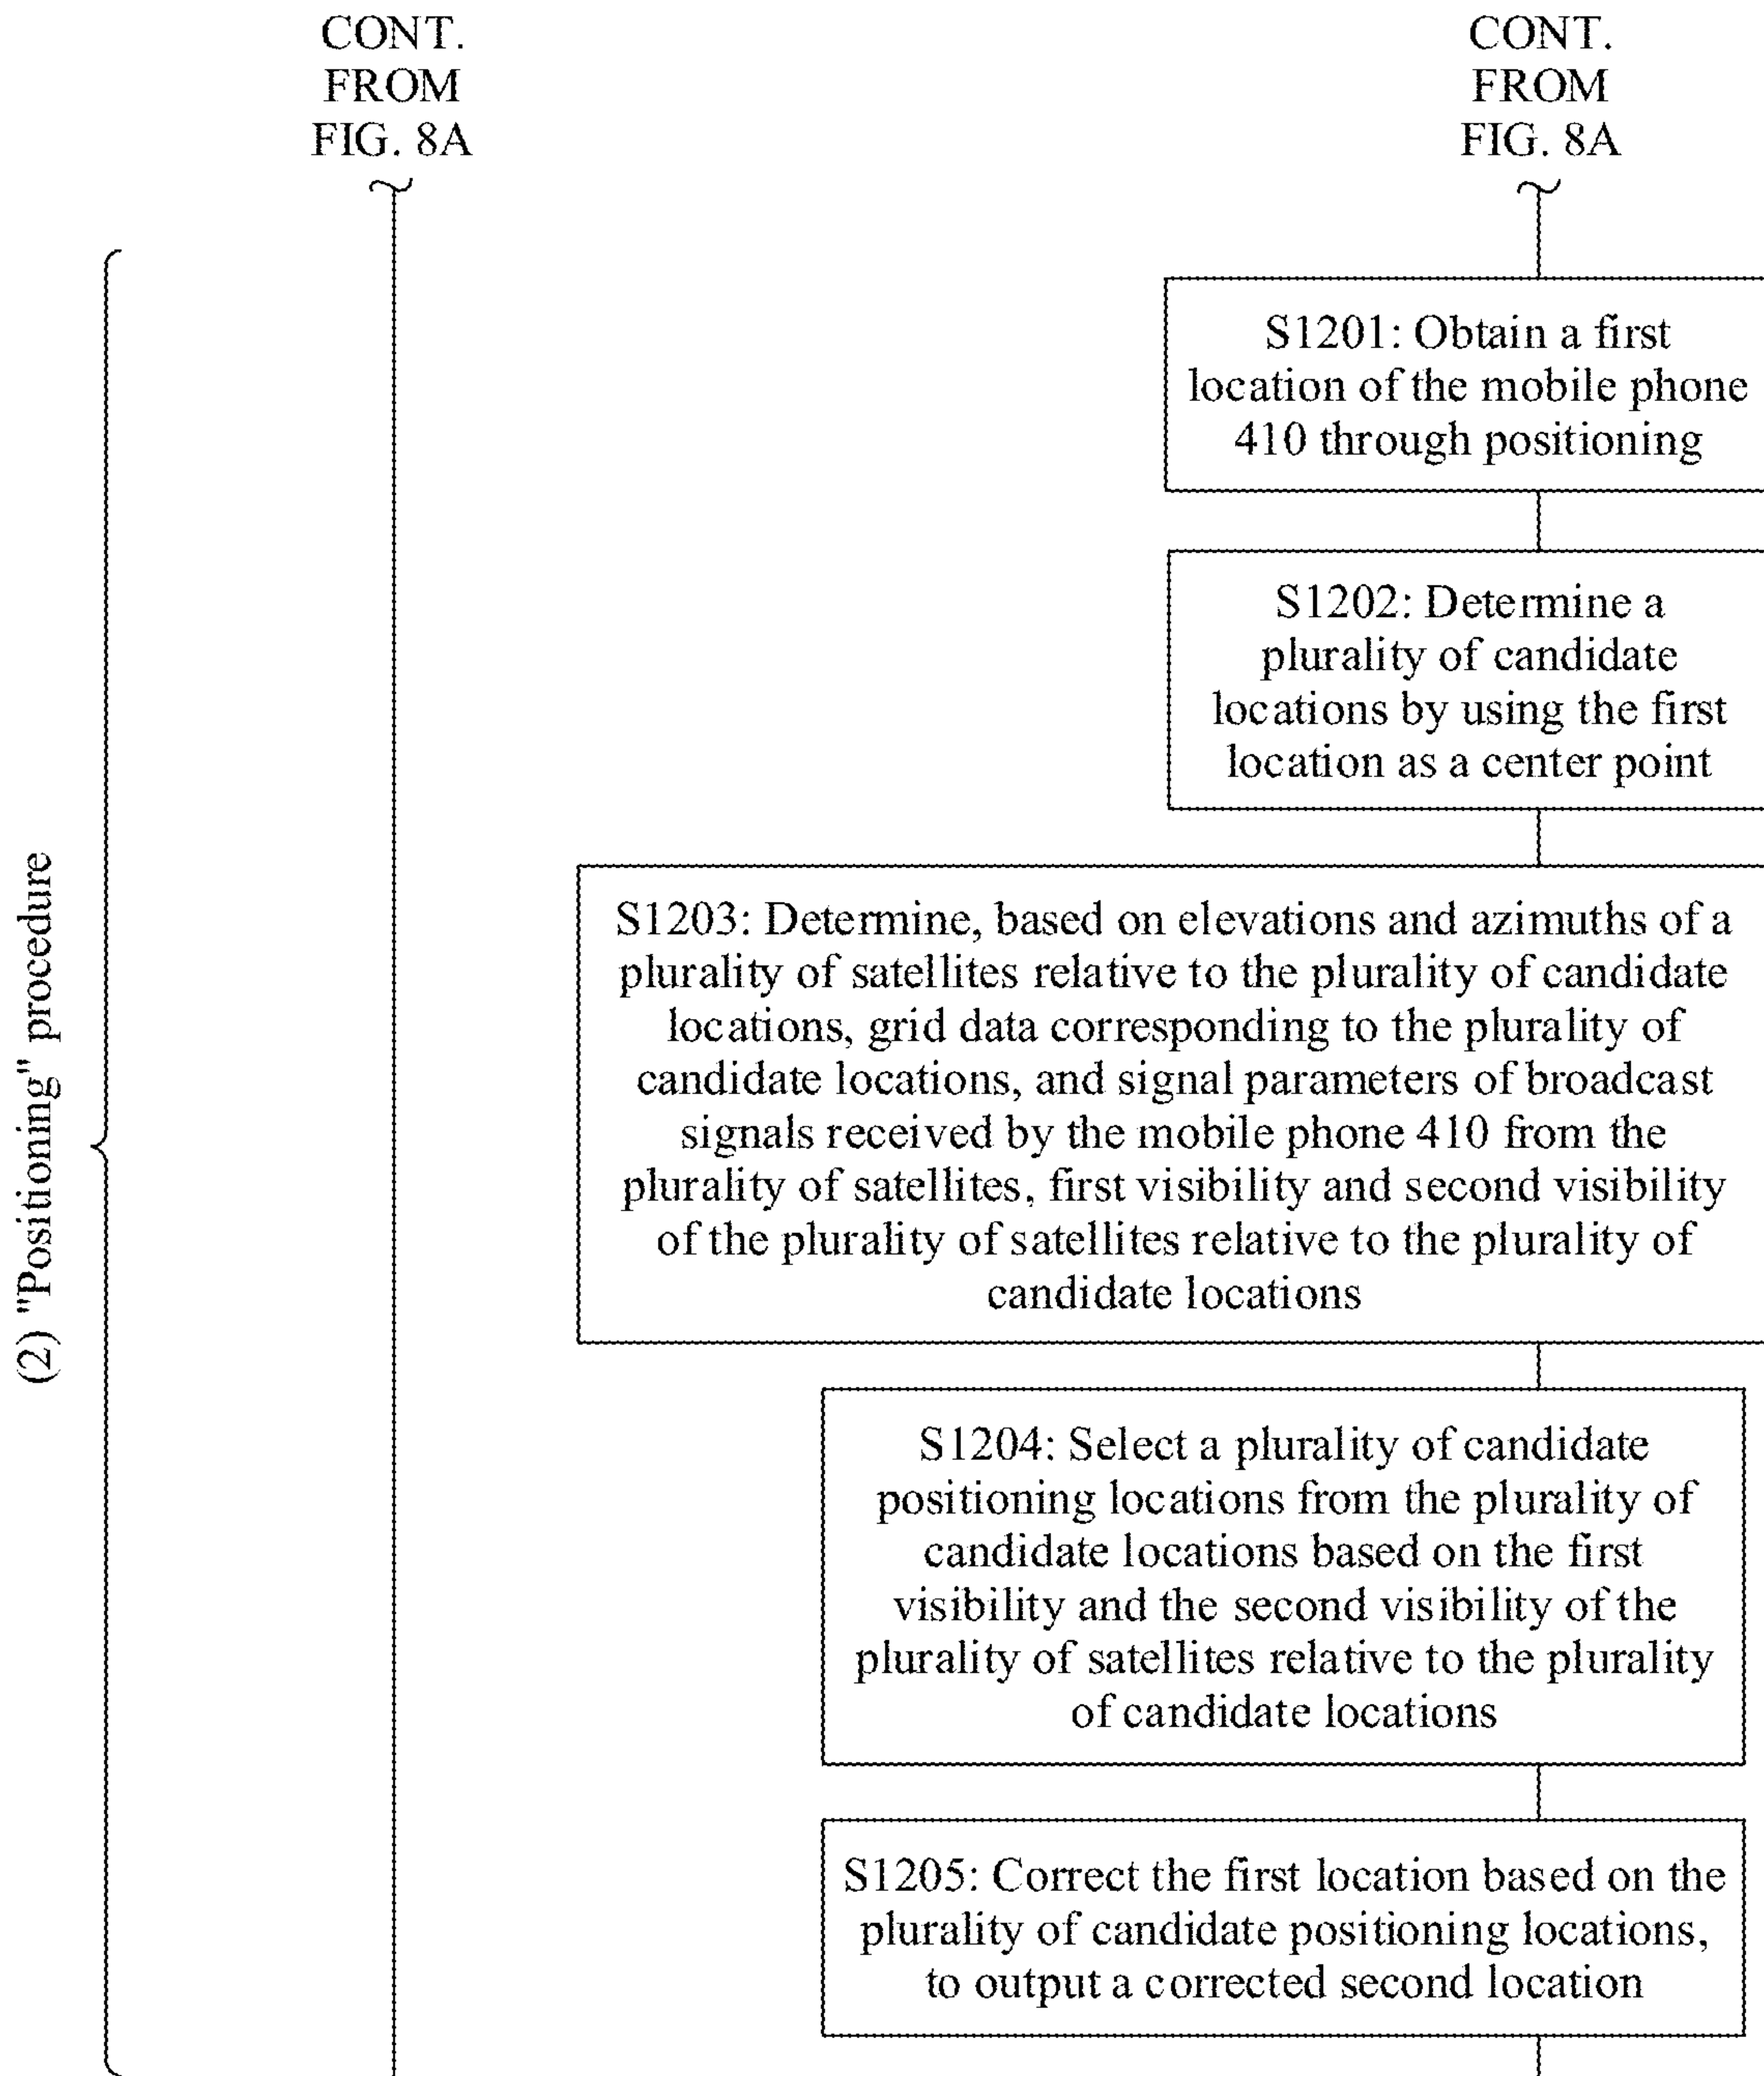 CONT.
FROM
FIG. 8A
CONT.
FROM
FIG. 8A
(2) "Positioning" procedure
S1201: Obtain a first
location of the mobile phone
410 through positioning
S1202: Determine a
plurality of candidate
locations by using the first
location as a center point
S1203: Determine, based on elevations and azimuths of a
plurality of satellites relative to the plurality of candidate
locations, grid data corresponding to the plurality of
candidate locations, and signal parameters of broadcast
signals received by the mobile phone 410 from the
plurality of satellites, first visibility and second visibility
of the plurality of satellites relative to the plurality of
candidate locations
S1204: Select a plurality of candidate
positioning locations from the plurality of
candidate locations based on the first
visibility and the second visibility of the
plurality of satellites relative to the plurality
of candidate locations
S1205: Correct the first location based on the
plurality of candidate positioning locations,
to output a corrected second location